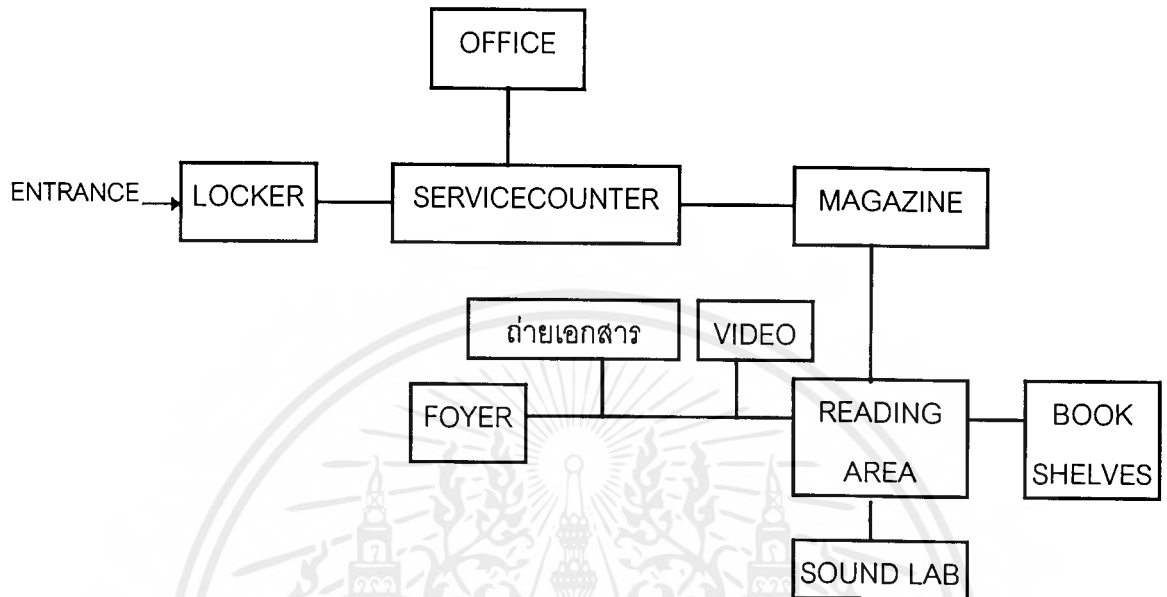 OFFICE
ENTRANCE
LOCKER
SERVICECOUNTER
MAGAZINE
ถ่ายเอกสาร
VIDEO
FOYER
READING
AREA
BOOK
SHELVES
SOUND LAB